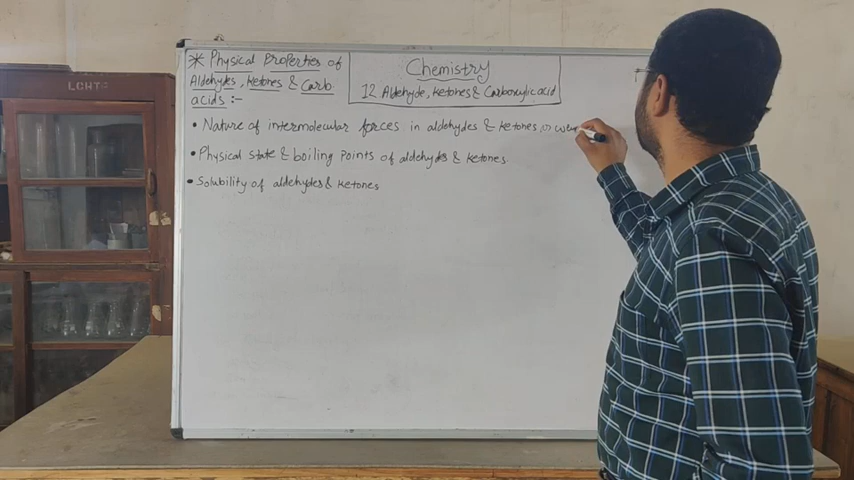 * Physical Properties of
Aldehydes, Ketones & Carb.
acids :-
Chemistry
12 Aldehyde, Ketones & Carboxylic acid
• Nature of intermolecular forces in aldehydes & ketones, or
• Physical state & boiling points of aldehydes & ketones
• Solubility of aldehydes & ketones